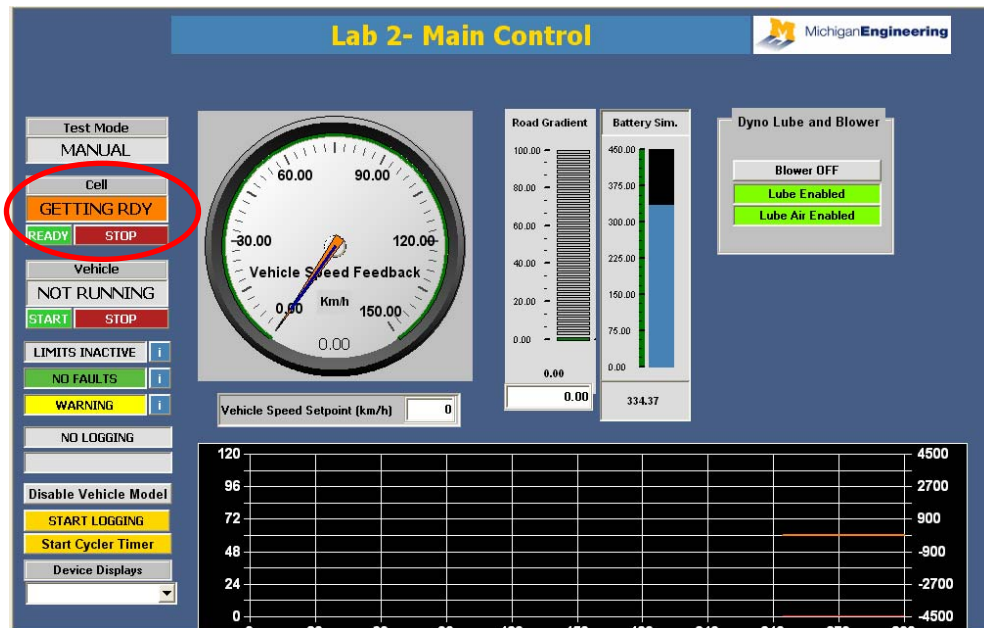 Lab 2- Main Control
MichiganEngineering
Test Mode
MANUAL
Cell
GETTING RDY
READY STOP
Vehicle
NOT RUNNING
START STOP
LIMITS INACTIVE i
NO FAULTS i
WARNING i
NO LOGGING
Disable Vehicle Model
START LOGGING
Start Cycler Timer
Device Displays
60.00 90.00
30.00 120.00
Vehicle Speed Feedback
0.00 Km/h 150.00
0.00
Vehicle Speed Setpoint (km/h) 0
Road Gradient
100.00
80.00
60.00
40.00
20.00
0.00
0.00
0.00
Battery Sim.
450.00
375.00
300.00
225.00
150.00
75.00
0.00
334.37
Dyno Lube and Blower
Blower OFF
Lube Enabled
Lube Air Enabled
120 4500
96 2700
72 900
48 -900
24 -2700
0 -4500